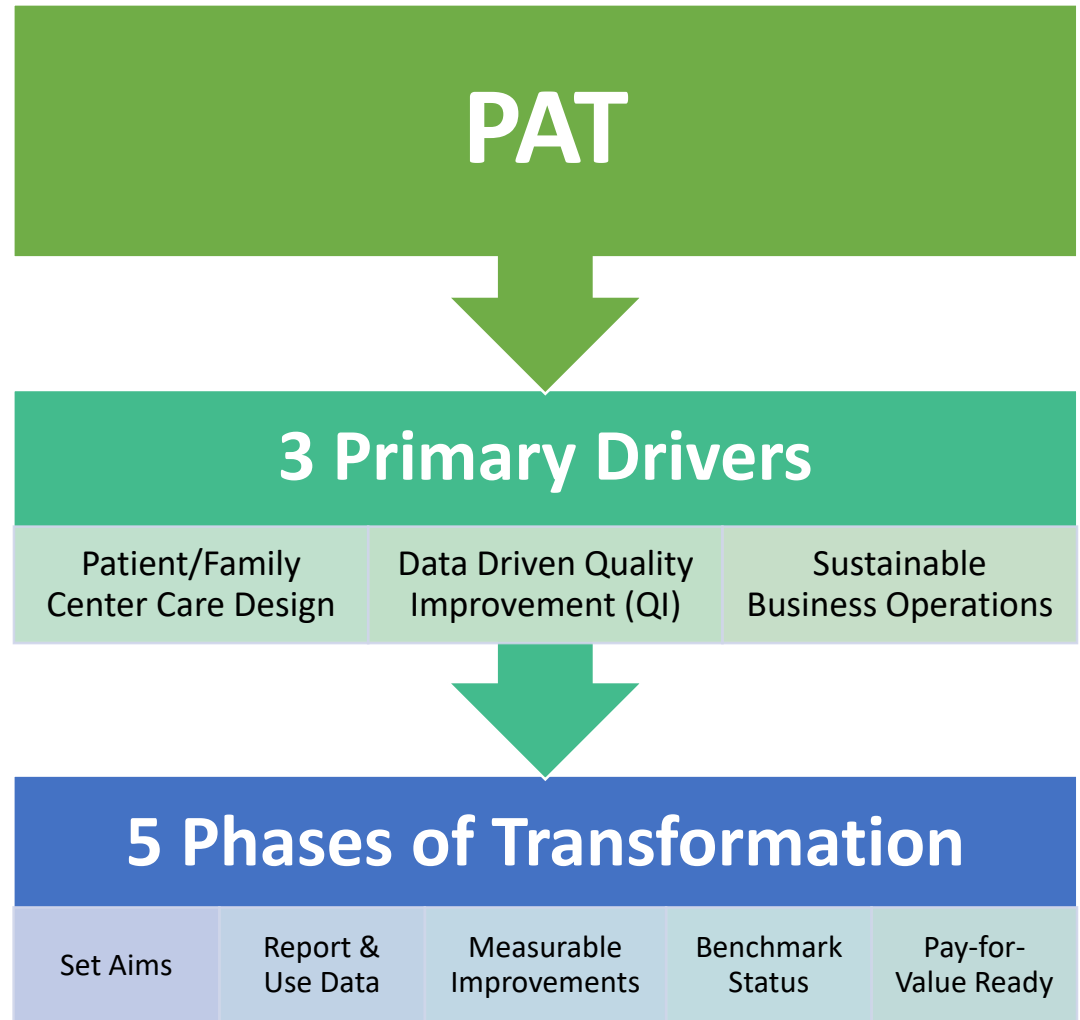 PAT
3 Primary Drivers
Patient/Family
Center Care Design
Data Driven Quality
Improvement (QI)
Sustainable
Business Operations
5 Phases of Transformation
Set Aims
Report &
Use Data
Measurable
Improvements
Benchmark
Status
Pay-for-
Value Ready